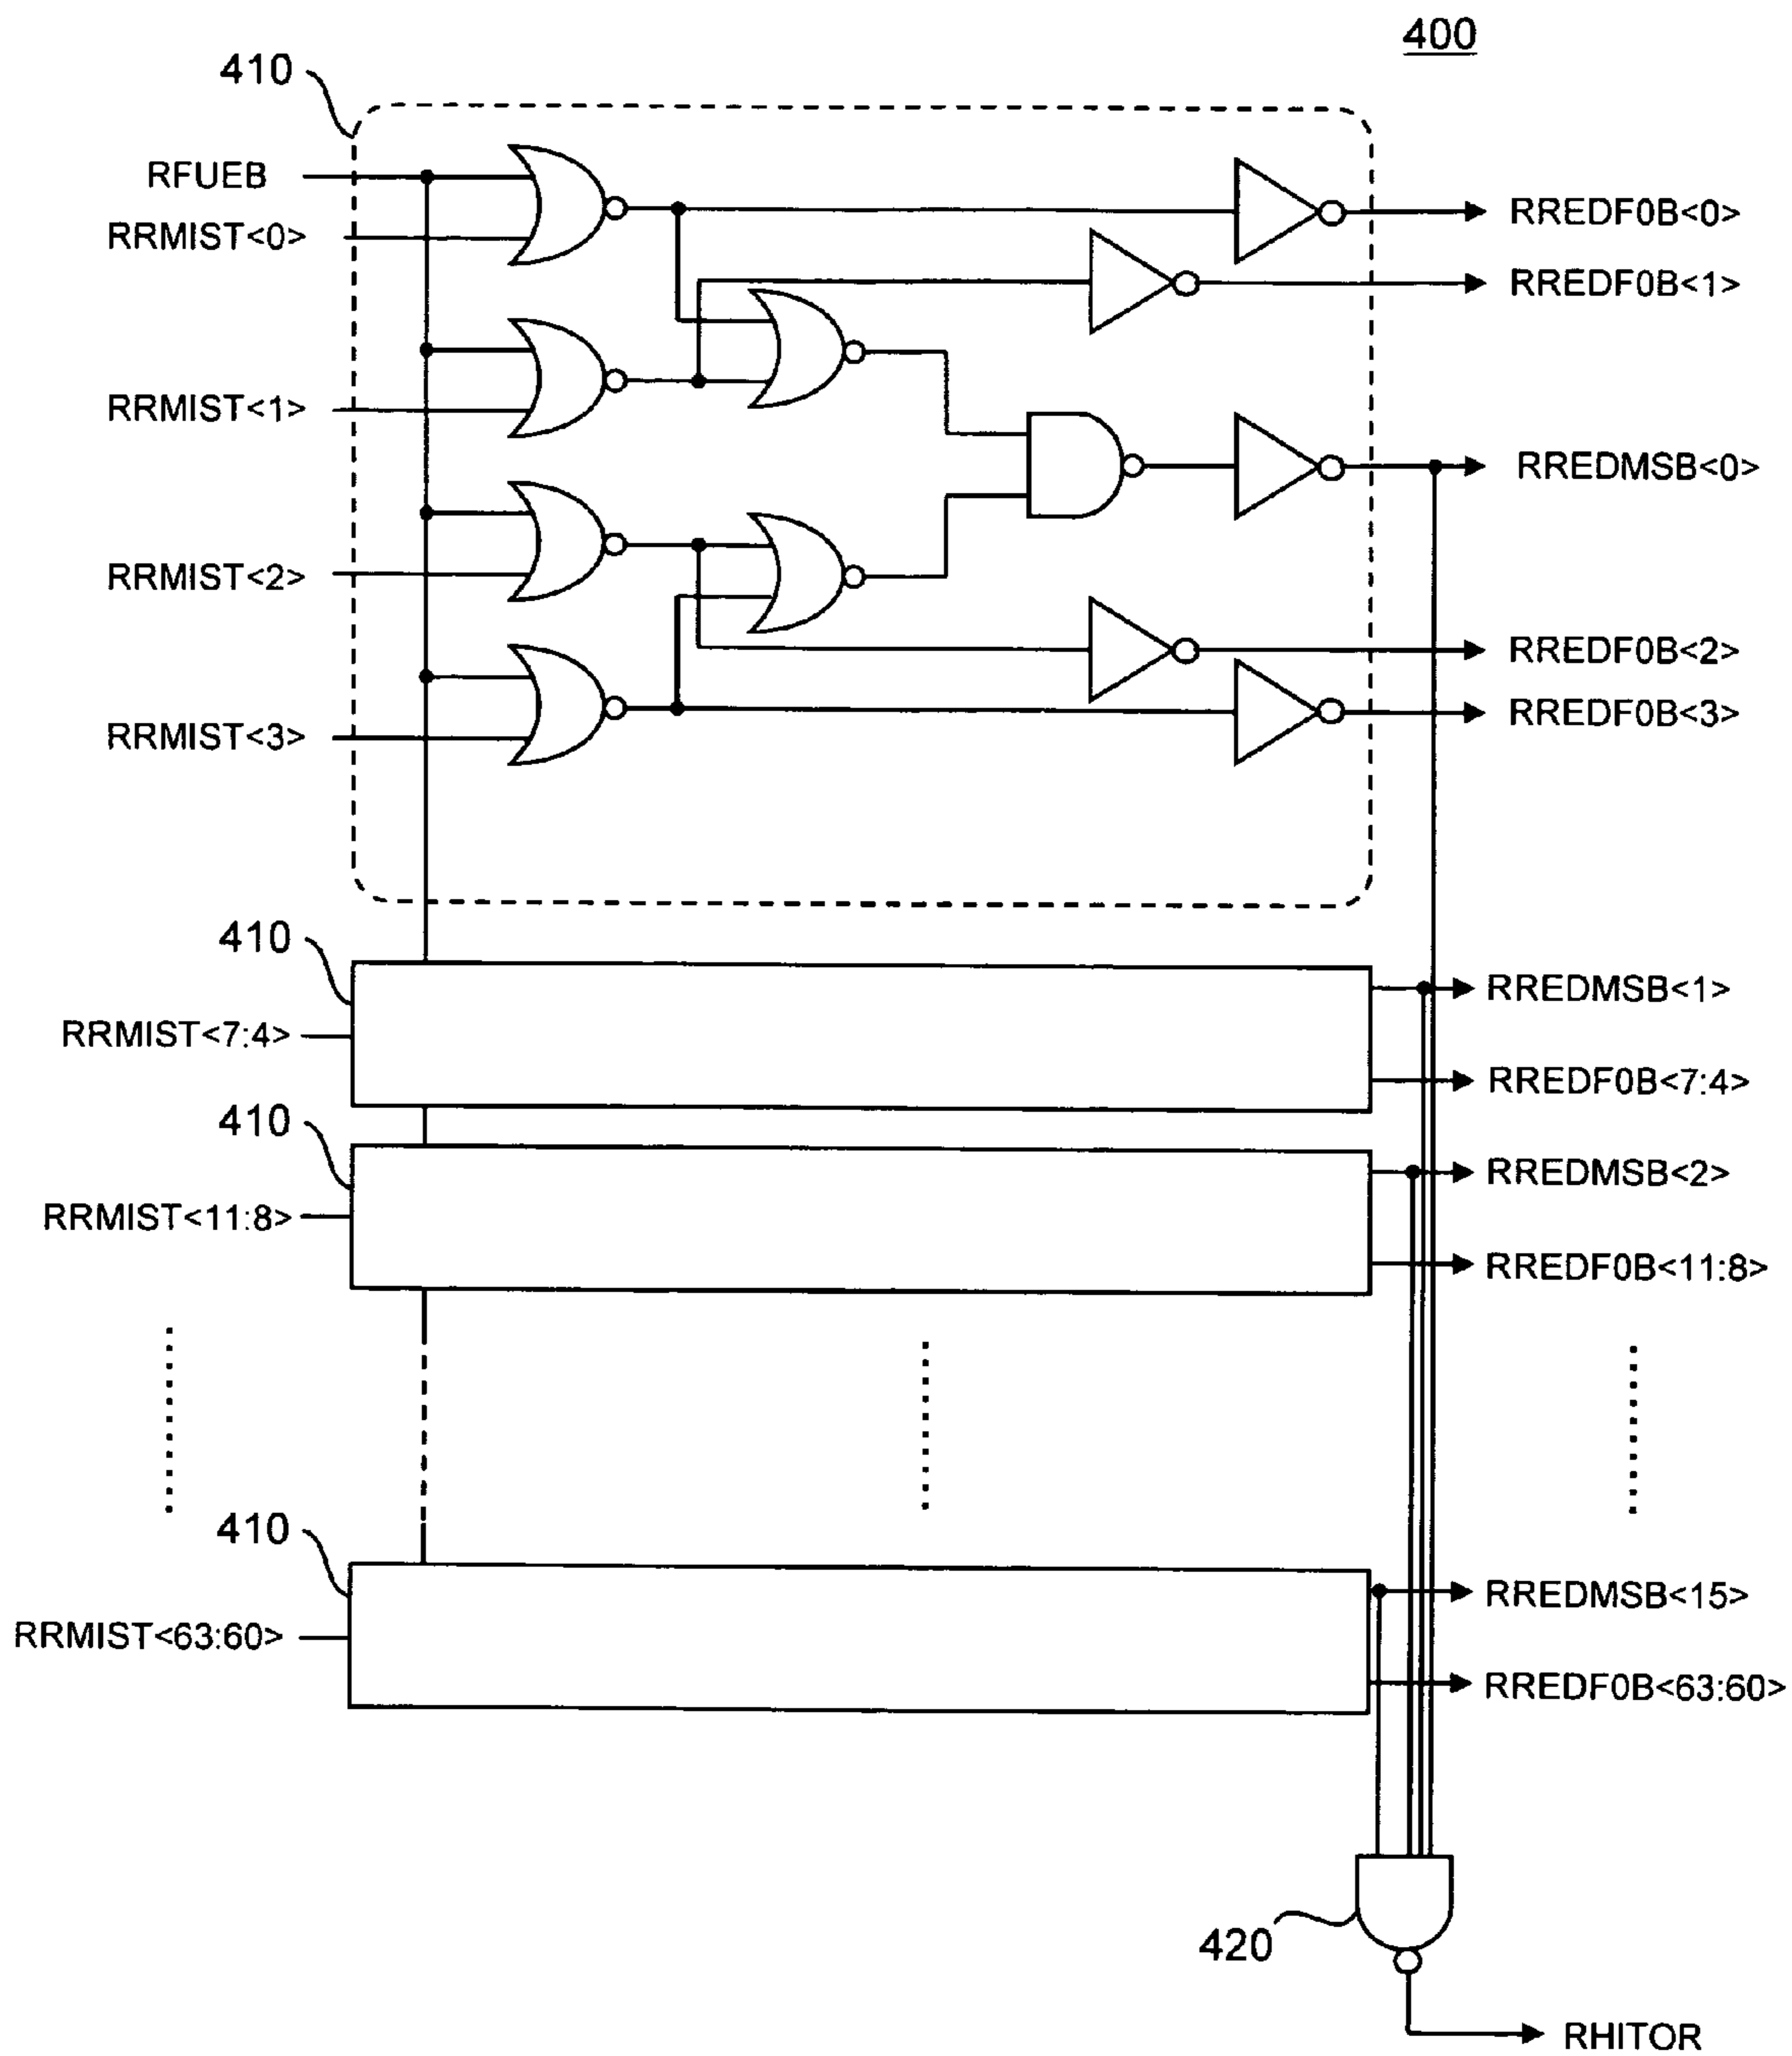 400
410
RFUEB
RRMIST<0>
RREDF0B<0>
RREDF0B<1>
RRMIST<1>
RREDMSB<0>
RRMIST<2>
RREDF0B<2>
RREDF0B<3>
RRMIST<3>
410
RREDMSB<1>
RRMIST<7:4>
RREDF0B<7:4>
410
RREDMSB<2>
RRMIST<11:8>
RREDF0B<11:8>
410
RREDMSB<15>
RRMIST<63:60>
RREDF0B<63:60>
420
RHITOR